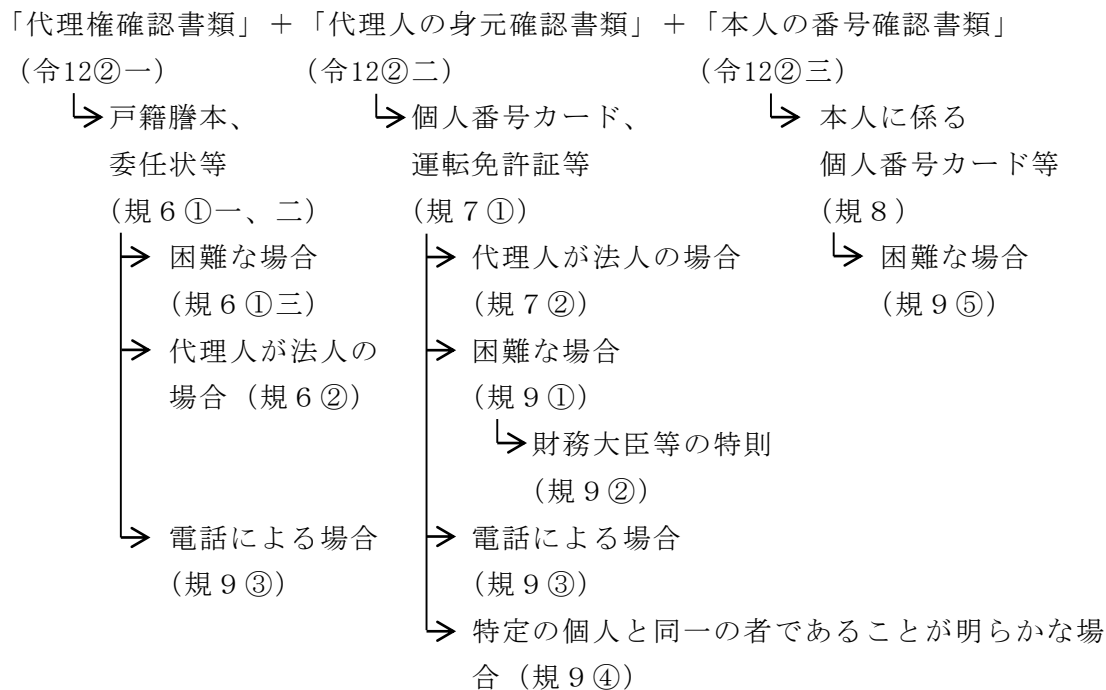 「代理権確認書類」＋「代理人の身元確認書類」＋「本人の番号確認書類」
（令12②一）　（令12②二）　（令12②三）
戸籍謄本、　個人番号カード、　本人に係る
委任状等　運転免許証等　個人番号カード等
（規６①一、二）　（規７①）　（規８）
困難な場合　代理人が法人の場合　困難な場合
（規６①三）　（規７②）　（規９⑤）
代理人が法人の　困難な場合
場合（規６②）　（規９①）
財務大臣等の特則
（規９②）
電話による場合　電話による場合
（規９③）　（規９③）
特定の個人と同一の者であることが明らかな場
合（規９④）